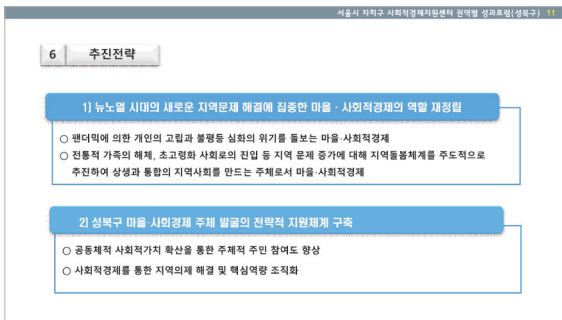 서울시 자치구 사회적경제지원센터 권역별 성과포럼(성북구) 11
6 추진전략
1] 뉴노멀 시대의 새로운 지역문제 해결에 집중한 마을 · 사회적경제의 역할 재정립
○ 팬더믹에 의한 개인의 고립과 불평등 심화의 위기를 돌보는 마을·사회적경제
○ 전통적 가족의 해체, 초고령화 사회로의 진입 등 지역 문제 증가에 대해 지역돌봄체계를 주도적으로
추진하여 상생과 통합의 지역사회를 만드는 주체로서 마을·사회적경제
2] 성북구 마을·사회경제 주체 발굴의 전략적 지원체계 구축
○ 공동체적 사회적가치 확산을 통한 주체적 주민 참여도 향상
○ 사회적경제를 통한 지역의제 해결 및 핵심역량 조직화